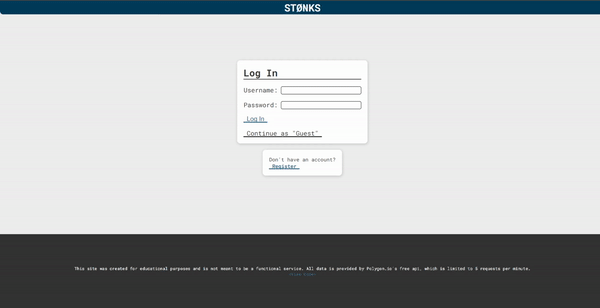 STØNKS
Log In
Username:
Password:
Log In
Continue as "Guest"
Don't have an account?
Register
This site was created for educational purposes and is not meant to be a functional service. All data is provided by Polygon.io's free api, which is limited to 5 requests per minute.